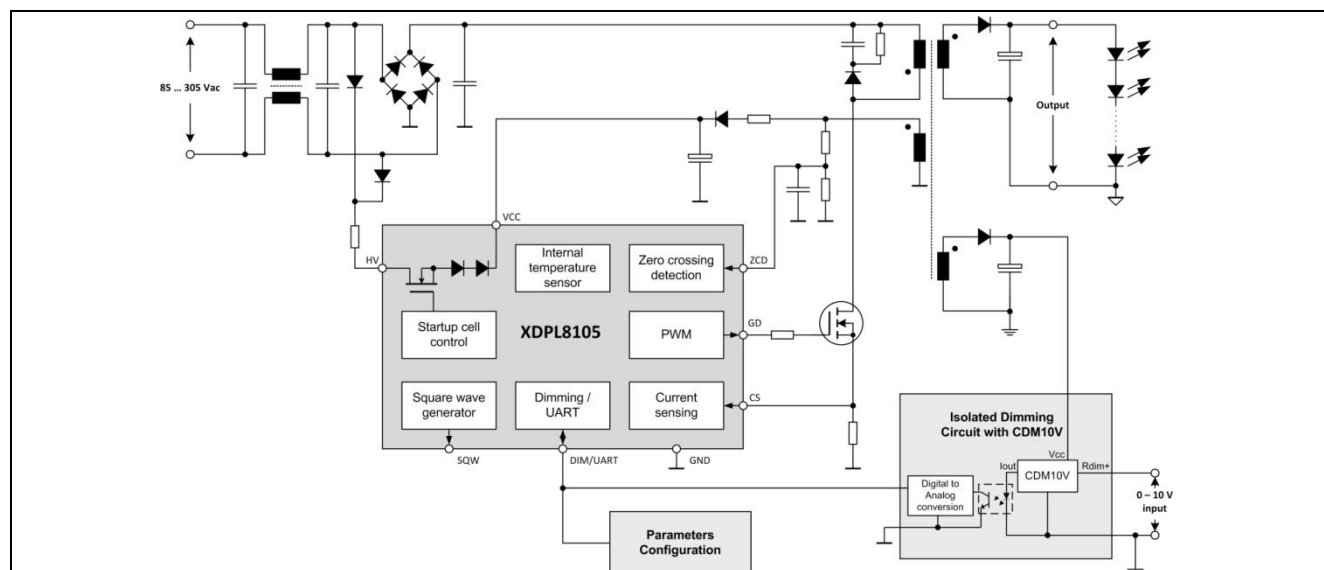 85 ... 305 Vac
Output
VCC
HV
Internal
temperature
sensor
Zero crossing
detection
ZCD
Startup cell
control
XDPL8105
PWM
GD
Square wave
generator
Dimming /
UART
Current
sensing
CS
SQW
DIM/UART
GND
Isolated Dimming
Circuit with CDM10V
Vcc
Iout
Rdim+
CDM10V
Digital to
Analog
conversion
0 – 10 V
input
Parameters
Configuration